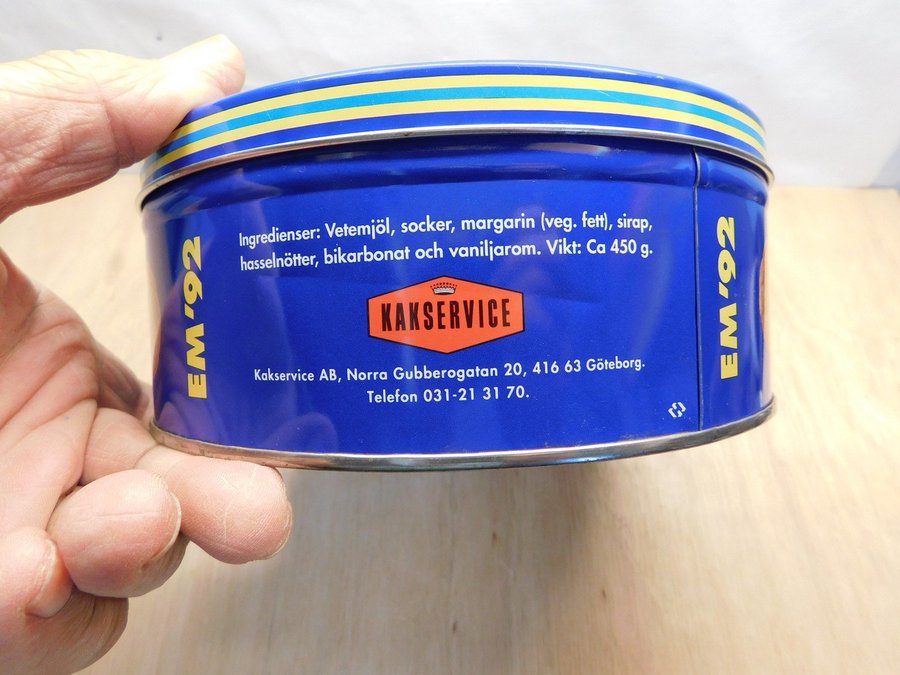 Ingredienser: Vetemjöl, socker, margarin (veg. fett), sirap,
hasselnötter, bikarbonat och vaniljarom. Vikt: Ca 450 g.
KAKSERVICE
Kakservice AB, Norra Gubberogatan 20, 416 63 Göteborg.
Telefon 031-21 31 70.
EM '92
EM '92